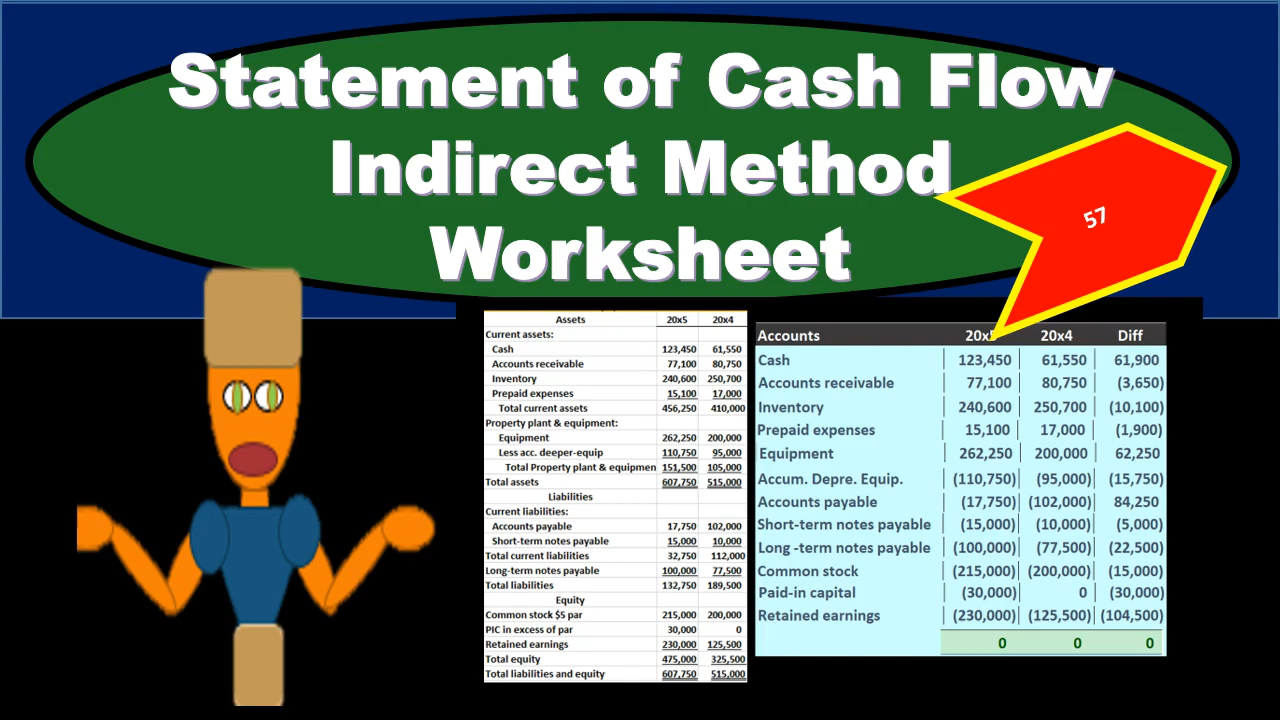 Statement of Cash Flow
Indirect Method
Worksheet
57
Assets 20x5 20x4
Current assets:
Cash 123,450 61,550
Accounts receivable 77,100 80,750
Inventory 240,600 250,700
Prepaid expenses 15,100 17,000
Total current assets 456,250 410,000
Property plant & equipment:
Equipment 262,250 200,000
Less acc. deeper-equip 110,750 95,000
Total Property plant & equipmen 151,500 105,000
Total assets 607,750 515,000
Liabilities
Current liabilities:
Accounts payable 17,750 102,000
Short-term notes payable 15,000 10,000
Total current liabilities 32,750 112,000
Long-term notes payable 100,000 77,500
Total liabilities 132,750 189,500
Equity
Common stock $5 par 215,000 200,000
PIC in excess of par 30,000 0
Retained earnings 230,000 125,500
Total equity 475,000 325,500
Total liabilities and equity 607,750 515,000
Accounts 20x 20x4 Diff
Cash 123,450 61,550 61,900
Accounts receivable 77,100 80,750 (3,650)
Inventory 240,600 250,700 (10,100)
Prepaid expenses 15,100 17,000 (1,900)
Equipment 262,250 200,000 62,250
Accum. Depre. Equip. (110,750) (95,000) (15,750)
Accounts payable (17,750) (102,000) 84,250
Short-term notes payable (15,000) (10,000) (5,000)
Long -term notes payable (100,000) (77,500) (22,500)
Common stock (215,000) (200,000) (15,000)
Paid-in capital (30,000) 0 (30,000)
Retained earnings (230,000) (125,500) (104,500)
0 0 0